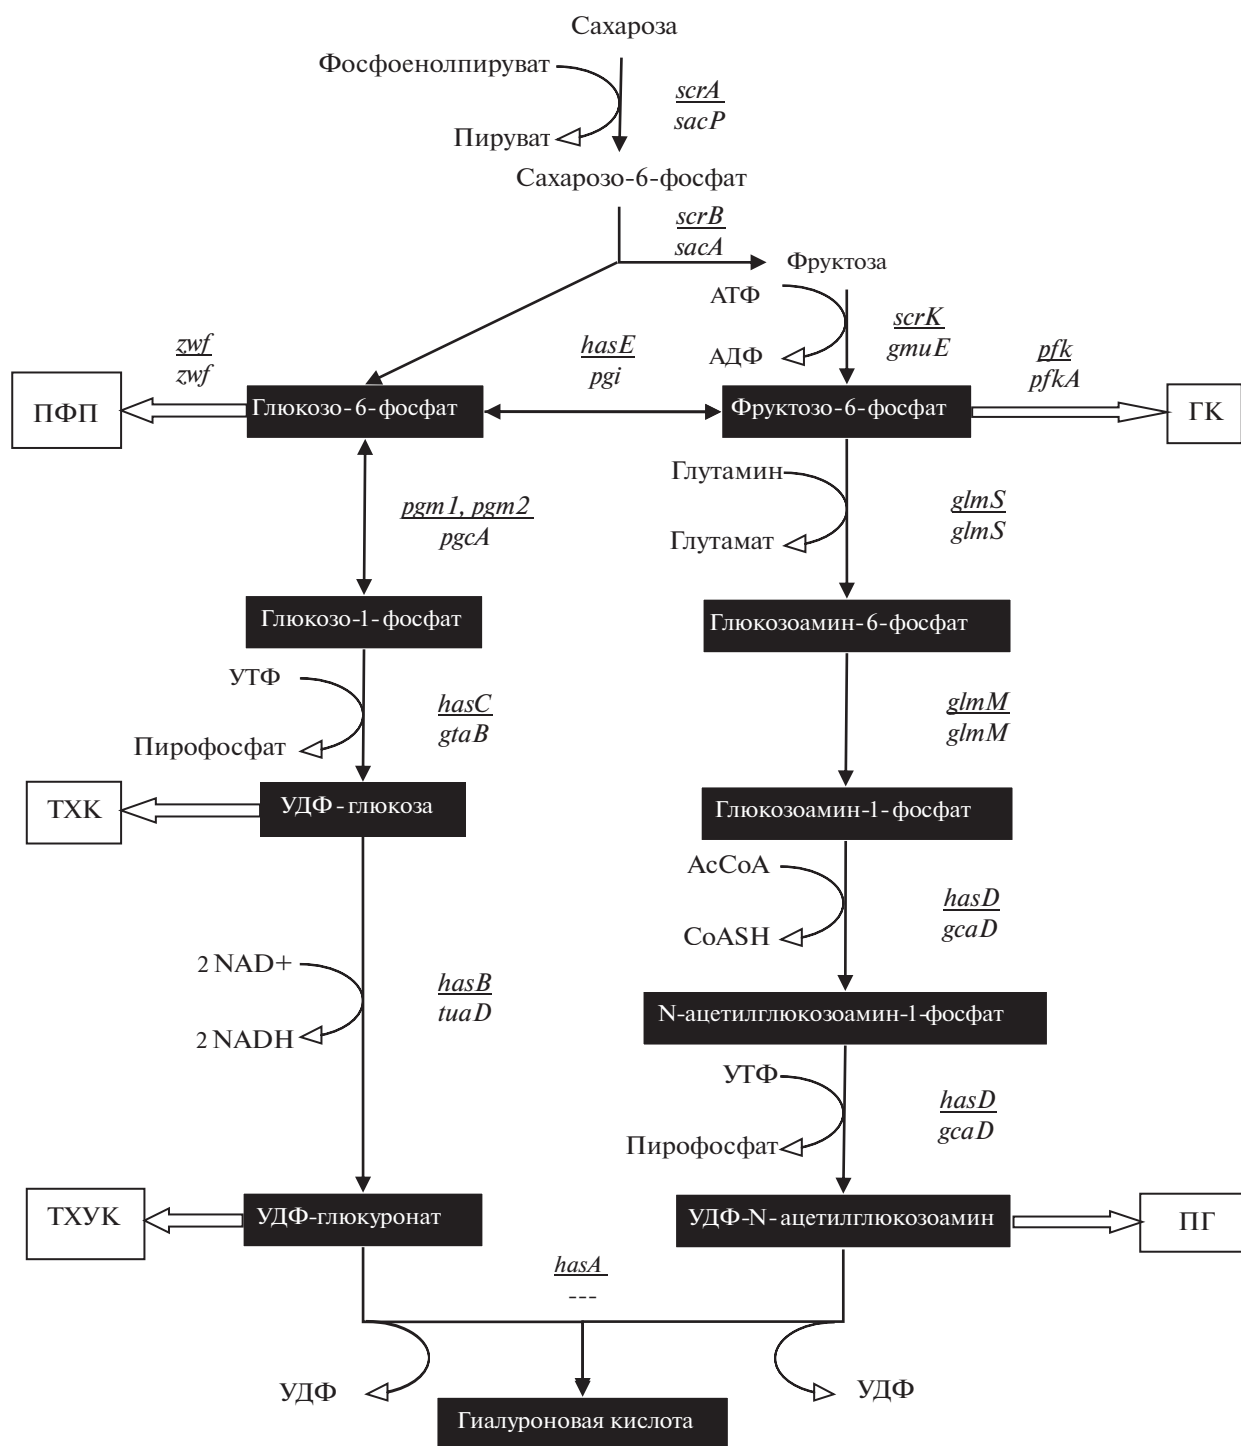 Сахароза
Фосфоенолпируват
scrA
sacP
Пируват
Сахарозо-6-фосфат
scrB
sacA
Фруктоза
АТФ
scrK
gmuE
АДФ
zwf
zwf
hasE
pgi
pfk
pfkA
ПФП
Глюкозо-6-фосфат
Фруктозо-6-фосфат
ГК
Глутамин
glmS
glmS
Глутамат
pgm1, pgm2
pgcA
Глюкозо-1-фосфат
Глюкозоамин-6-фосфат
УТФ
hasC
gtaB
Пирофосфат
glmM
glmM
ТХК
УДФ-глюкоза
Глюкозоамин-1-фосфат
AcCoA
hasD
gcaD
CoASH
2 NAD+
hasB
tuaD
2 NADH
N-ацетилглюкозоамин-1-фосфат
УТФ
hasD
gcaD
Пирофосфат
ТХУК
УДФ-глюкуронат
УДФ-N-ацетилглюкозоамин
ПГ
hasA
---
УДФ
УДФ
Гиалуроновая кислота